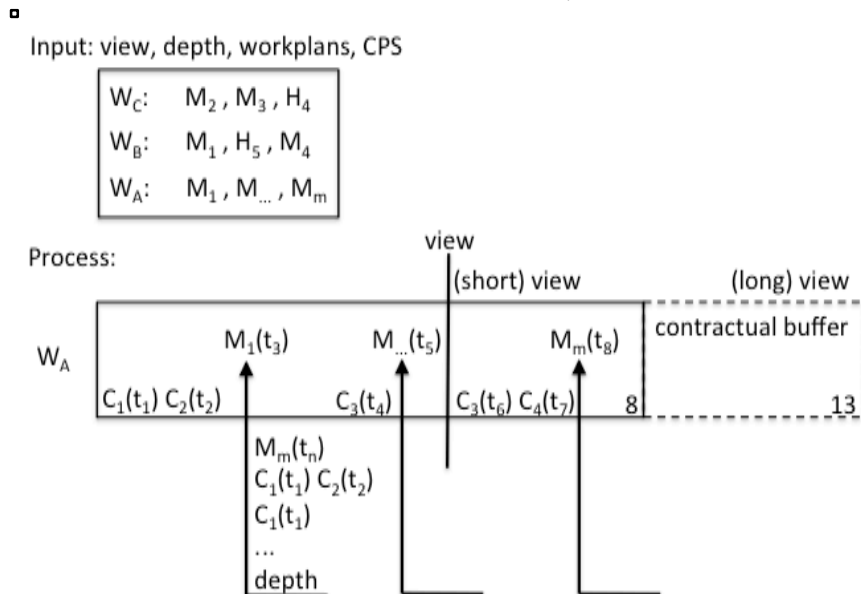 Input: view, depth, workplans, CPS
W_C: M_2 , M_3 , H_4
W_B: M_1 , H_5 , M_4
W_A: M_1 , M_... , M_m
view
Process:
(short) view (long) view
contractual buffer
M_1(t_3) M_...(t_5) M_m(t_8)
W_A
C_1(t_1) C_2(t_2) C_3(t_4) C_3(t_6) C_4(t_7) 8 13
M_m(t_n)
C_1(t_1) C_2(t_2)
C_1(t_1)
...
depth